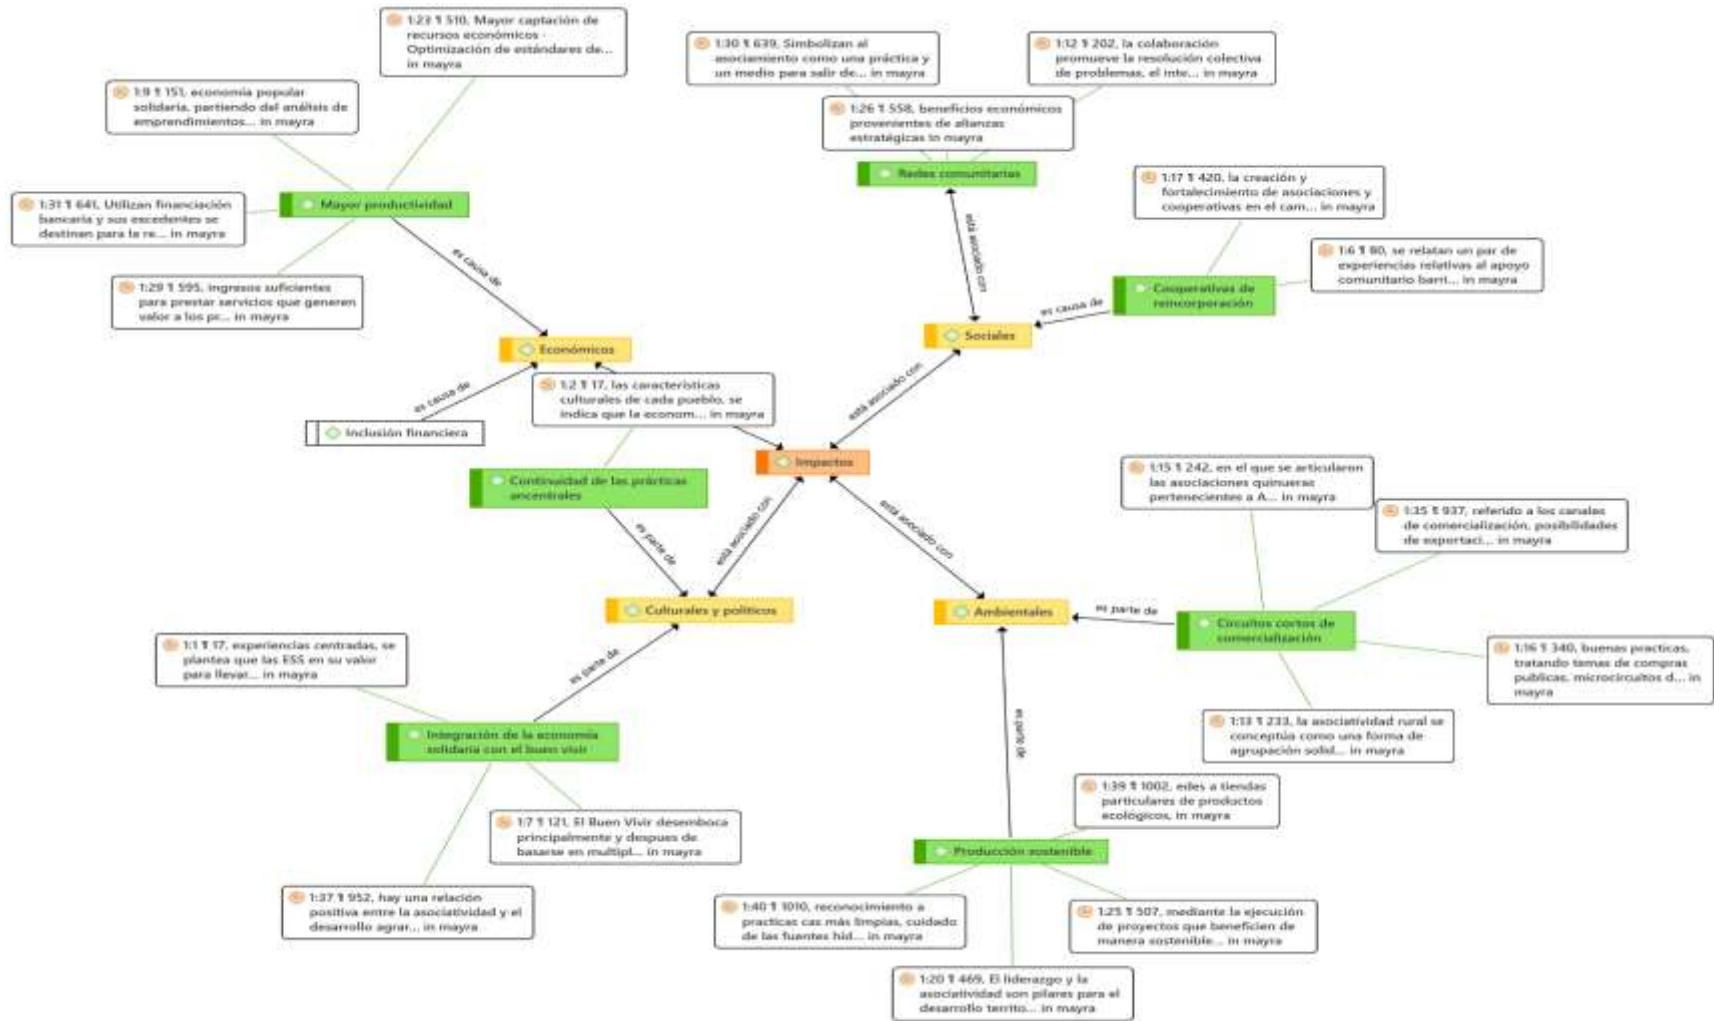 1:23 ¶ 510, Mayor captación de
recursos económicos -
Optimización de estándares de...
in mayra
1:30 ¶ 639, Simbolizan al
asociamiento como una práctica y
un medio para salir de... in mayra
1:12 ¶ 202, la colaboración
promueve la resolución colectiva
de problemas, el inte... in mayra
1:9 ¶ 151, economía popular
solidaria, partiendo del análisis de
emprendimientos... in mayra
1:26 ¶ 558, beneficios económicos
provenientes de alianzas
estratégicas in mayra
Redes comunitarias
1:17 ¶ 420, la creación y
fortalecimiento de asociaciones y
cooperativas en el cam... in mayra
1:31 ¶ 641, Utilizan financiación
bancaria y sus excedentes se
destinan para la re... in mayra
Mayor productividad
está asociado con
1:6 ¶ 80, se relatan un par de
experiencias relativas al apoyo
comunitario barri... in mayra
es causa de
1:29 ¶ 595, ingresos suficientes
para prestar servicios que generen
valor a los pr... in mayra
Cooperativas de
reincorporación
es causa de
Sociales
Económicos
es causa de
1:2 ¶ 17, las características
culturales de cada pueblo, se
indica que la econom... in mayra
está asociado con
Inclusión financiera
Impactos
Continuidad de las prácticas
ancentrales
1:15 ¶ 242, en el que se articularon
las asociaciones quinueras
pertenecientes a A... in mayra
1:35 ¶ 937, referido a los canales
de comercialización, posibilidades
de exportaci... in mayra
es parte de
está asociado con
está asociado con
Culturales y políticos
Ambientales
es parte de
Circuitos cortos de
comercialización
1:1 ¶ 17, experiencias centradas, se
plantea que las ESS en su valor
para llevar... in mayra
es parte de
1:16 ¶ 340, buenas practicas,
tratando temas de compras
publicas, microcircuitos d... in
mayra
es parte de
1:13 ¶ 233, la asociatividad rural se
conceptúa como una forma de
agrupación solid... in mayra
Integración de la economía
solidaria con el buen vivir
1:39 ¶ 1002, edes a tiendas
particulares de productos
ecológicos, in mayra
1:7 ¶ 121, El Buen Vivir desemboca
principalmente y despues de
basarse en multipl... in mayra
Producción sostenible
1:37 ¶ 952, hay una relación
positiva entre la asociatividad y el
desarrollo agrar... in mayra
1:40 ¶ 1010, reconocimiento a
practicas cas más limpias, cuidado
de las fuentes hid... in mayra
1:25 ¶ 507, mediante la ejecución
de proyectos que beneficien de
manera sostenible... in mayra
1:20 ¶ 469, El liderazgo y la
asociatividad son pilares para el
desarrollo territo... in mayra